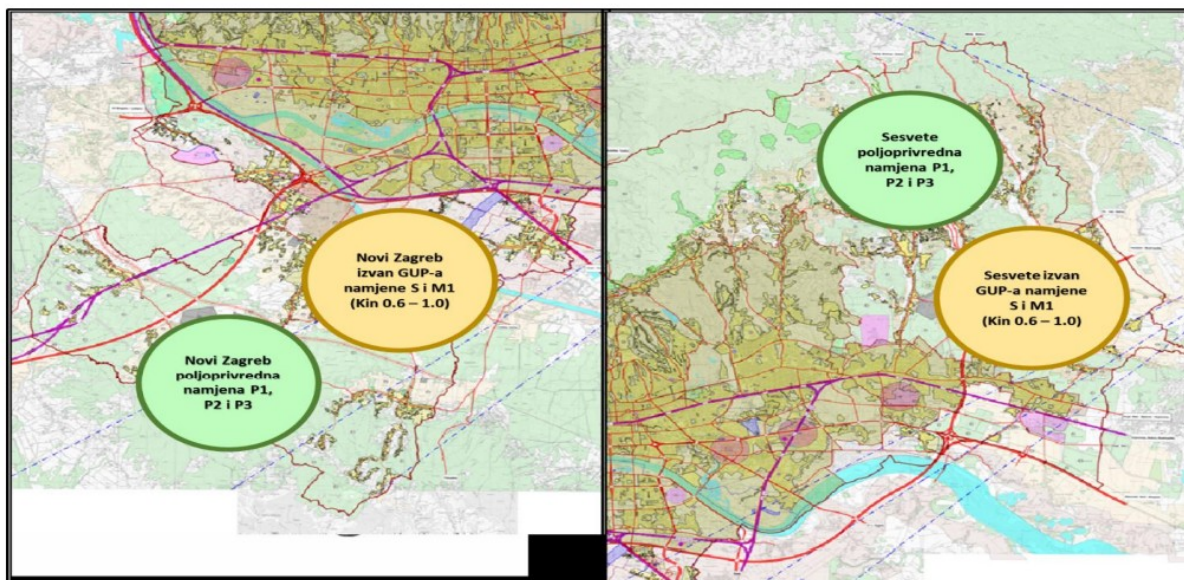 Novi Zagreb
izvan GUP-a
namjene S i M1
(Kin 0.6 – 1.0)
Novi Zagreb
poljoprivredna
namjena P1,
P2 i P3
Sesvete
poljoprivredna
namjena P1,
P2 i P3
Sesvete izvan
GUP-a namjene
S i M1
(Kin 0.6 – 1.0)